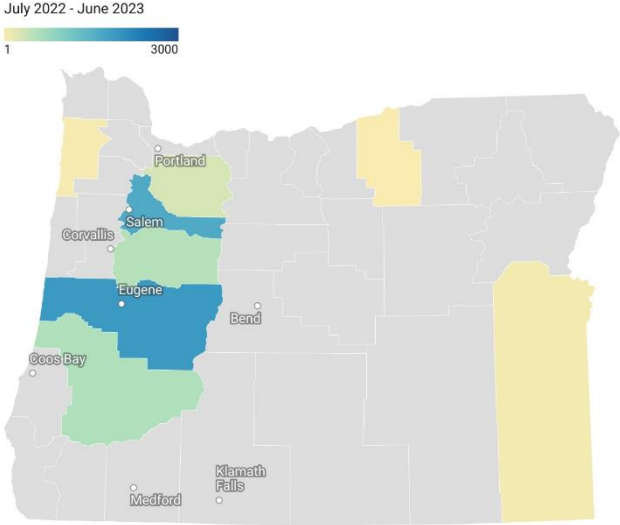 July 2022 - June 2023
1 3000
Portland
Salem
Corvallis
Eugene
Bend
Coos Bay
Klamath
Falls
Medford